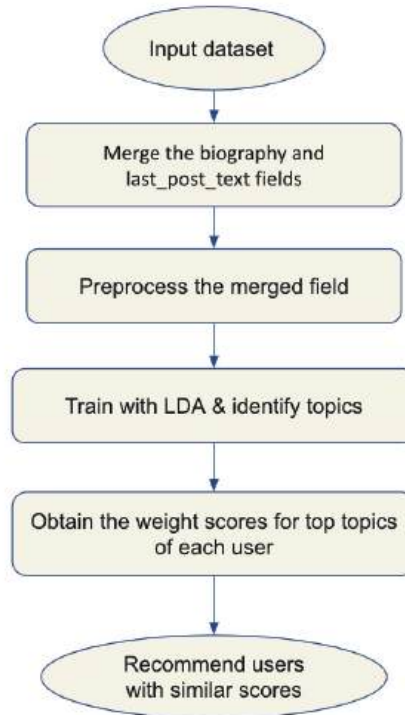 Input dataset
Merge the biography and
last_post_text fields
Preprocess the merged field
Train with LDA & identify topics
Obtain the weight scores for top topics
of each user
Recommend users
with similar scores